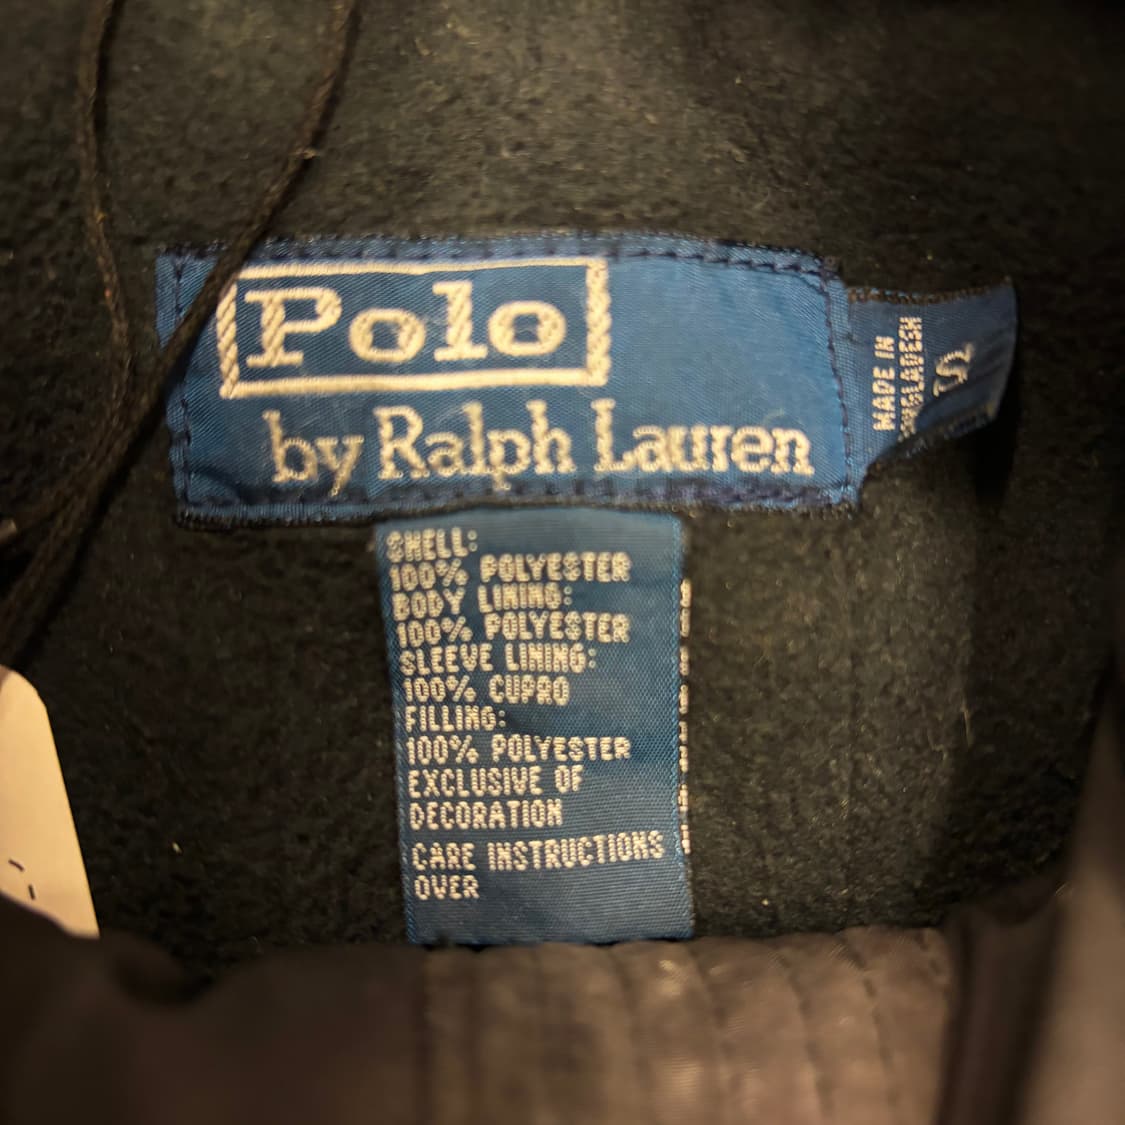 Polo
by Ralph Lauren
MADE IN
BANGLADESH
SHELL:
100% POLYESTER
BODY LINING:
100% POLYESTER
SLEEVE LINING:
100% CUPRO
FILLING:
100% POLYESTER
EXCLUSIVE OF
DECORATION
CARE INSTRUCTIONS
OVER